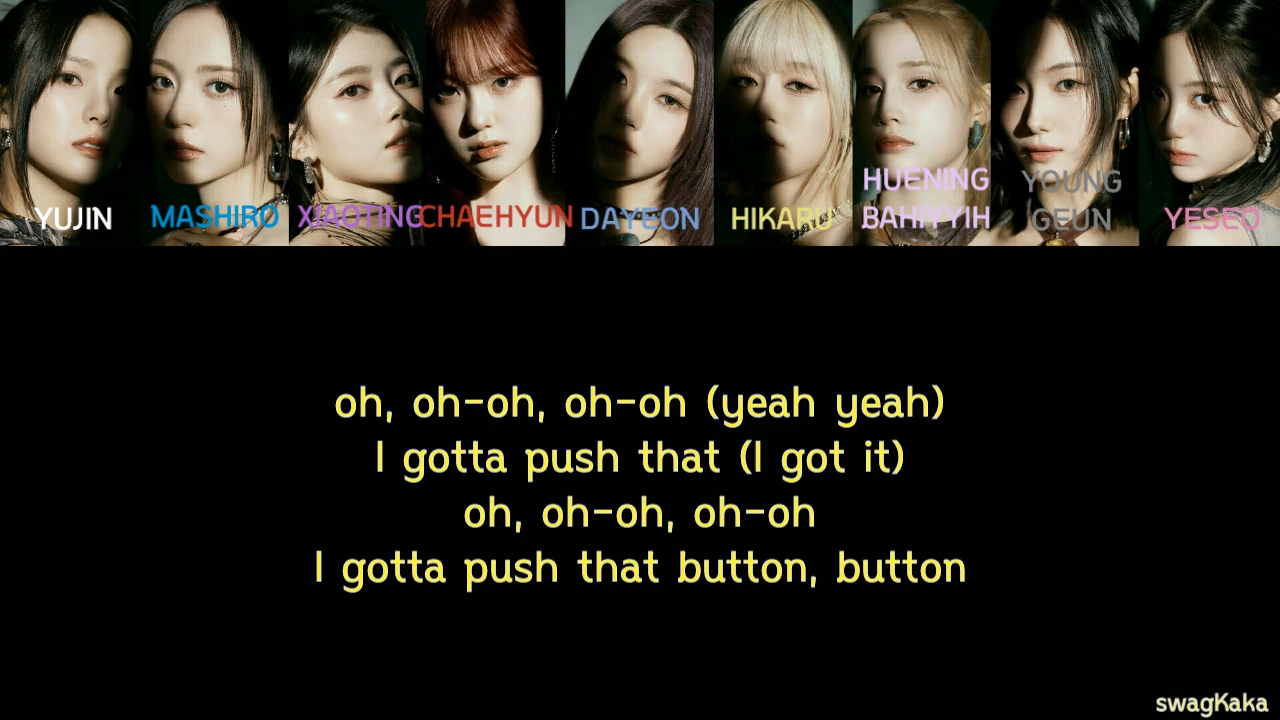 YUJIN
MASHIRO
XIAOTING
CHAEHYUN
DAYEON
HIKARU
HUENING
BAHIYYIH
YOUNG
GEUN
YESEO
oh, oh-oh, oh-oh (yeah yeah)
I gotta push that (I got it)
oh, oh-oh, oh-oh
I gotta push that button, button
swagKaka